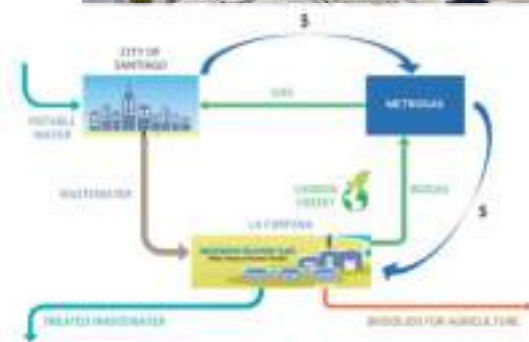 $
CITY OF
SANTIAGO
GAS
METROGAS
POTABLE
WATER
WASTEWATER
CARBON
CREDIT
BIOGAS
$
LA FARFANA
TREATED WASTEWATER
BIOSOLIDS FOR AGRICULTURE